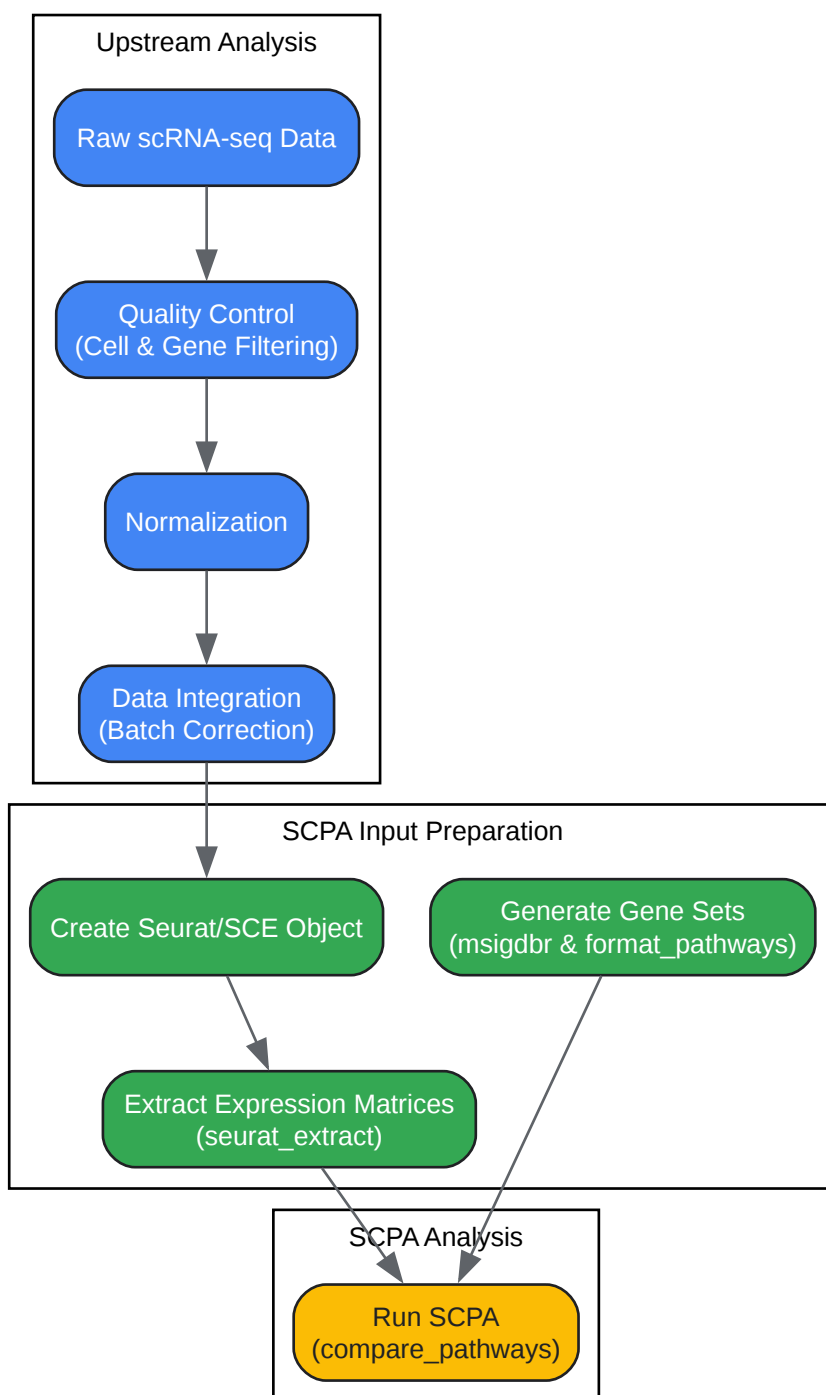 Upstream Analysis
Raw scRNA-seq Data
Quality Control
(Cell & Gene Filtering)
Normalization
Data Integration
(Batch Correction)
SCPA Input Preparation
Create Seurat/SCE Object
Generate Gene Sets
(msigdbr & format_pathways)
Extract Expression Matrices
(seurat_extract)
SCPA Analysis
Run SCPA
(compare_pathways)